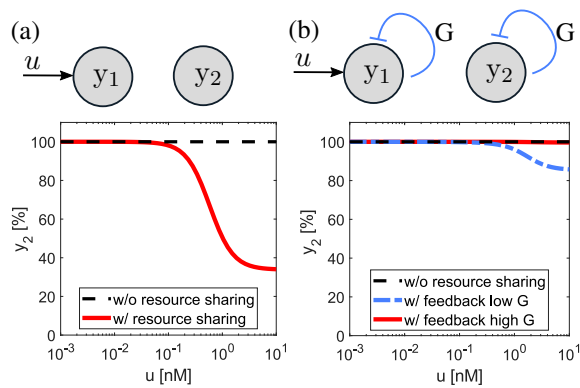 (a)
u
y₁
y₂
100
80
60
40
20
0
y₂ [%]
w/o resource sharing
w/ resource sharing
10⁻³ 10⁻² 10⁻¹ 10⁰ 10¹
u [nM]
(b)
G
G
u
y₁
y₂
100
80
60
40
20
0
y₂ [%]
w/o resource sharing
w/ feedback low G
w/ feedback high G
10⁻³ 10⁻² 10⁻¹ 10⁰ 10¹
u [nM]